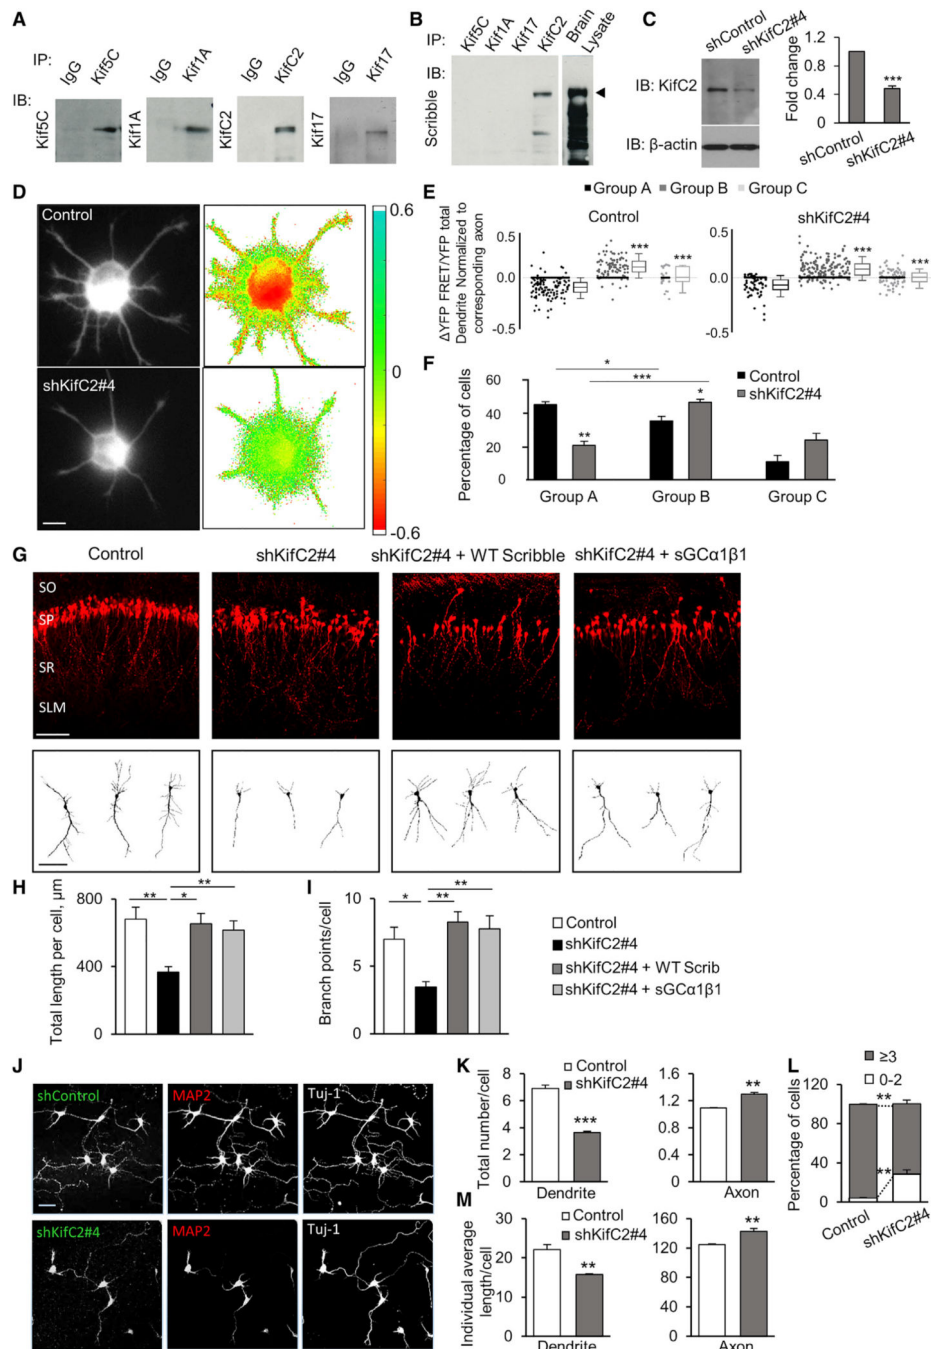 A
IP:
IgG
Kif5C
IgG
Kif1A
IgG
KifC2
IgG
Kif17
IB:
Kif5C
Kif1A
KifC2
Kif17
B
IP:
Kif5C
Kif1A
Kif17
KifC2
Brain
Lysate
IB:
Scribble
C
shControl
shKifC2#4
IB: KifC2
IB: β-actin
Fold change
1.2
0.8
0.4
0
***
shControl
shKifC2#4
D
Control
shKifC2#4
0.6
0
-0.6
E
Group A
Group B
Group C
Control
shKifC2#4
ΔYFP FRET/YFP total
Dendrite Normalized to
corresponding axon
0.5
0.0
-0.5
***
***
0.5
0.0
-0.5
***
***
F
Percentage of cells
60
40
20
0
*
***
**
*
Control
shKifC2#4
Group A
Group B
Group C
G
Control
shKifC2#4
shKifC2#4 + WT Scribble
shKifC2#4 + sGCα1β1
SO
SP
SR
SLM
H
Total length per cell, µm
800
400
0
**
*
**
I
Branch points/cell
10
5
0
*
**
**
Control
shKifC2#4
shKifC2#4 + WT Scrib
shKifC2#4 + sGCα1β1
J
shControl
MAP2
Tuj-1
shKifC2#4
MAP2
Tuj-1
K
Total number/cell
8
6
4
2
0
Control
shKifC2#4
***
Dendrite
1.6
1.2
0.8
0.4
0
**
Axon
L
≥3
0-2
Percentage of cells
120
80
40
0
**
**
Control
shKifC2#4
M
Individual average
length/cell
30
20
10
0
Control
shKifC2#4
**
Dendrite
160
120
80
40
0
**
Axon